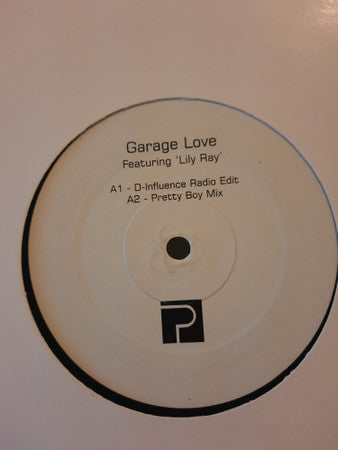 Garage Love
Featuring 'Lily Ray'
A1 - D-Influence Radio Edit
A2 - Pretty Boy Mix
P